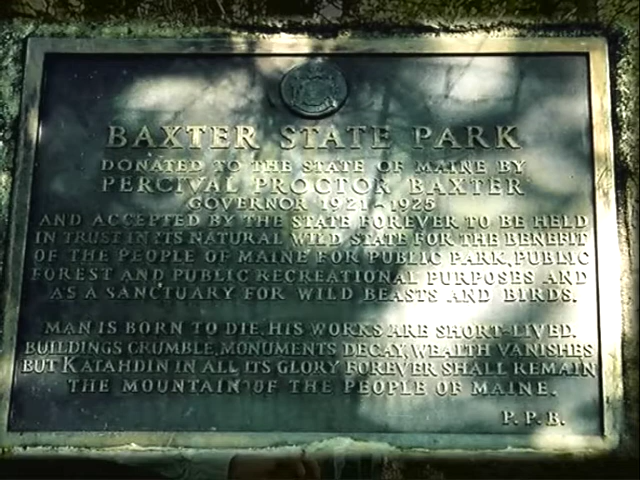 BAXTER STATE PARK
DONATED TO THE STATE OF MAINE BY
PERCIVAL PROCTOR BAXTER
GOVERNOR 1921-1925
AND ACCEPTED BY THE STATE FOREVER TO BE HELD
IN TRUST IN ITS NATURAL WILD STATE FOR THE BENEFIT
OF THE PEOPLE OF MAINE FOR PUBLIC PARK, PUBLIC
FOREST AND PUBLIC RECREATIONAL PURPOSES AND
AS A SANCTUARY FOR WILD BEASTS AND BIRDS.
MAN IS BORN TO DIE. HIS WORKS ARE SHORT-LIVED.
BUILDINGS CRUMBLE, MONUMENTS DECAY, WEALTH VANISHES
BUT KATAHDIN IN ALL ITS GLORY FOREVER SHALL REMAIN
THE MOUNTAIN OF THE PEOPLE OF MAINE.
P. P. B.